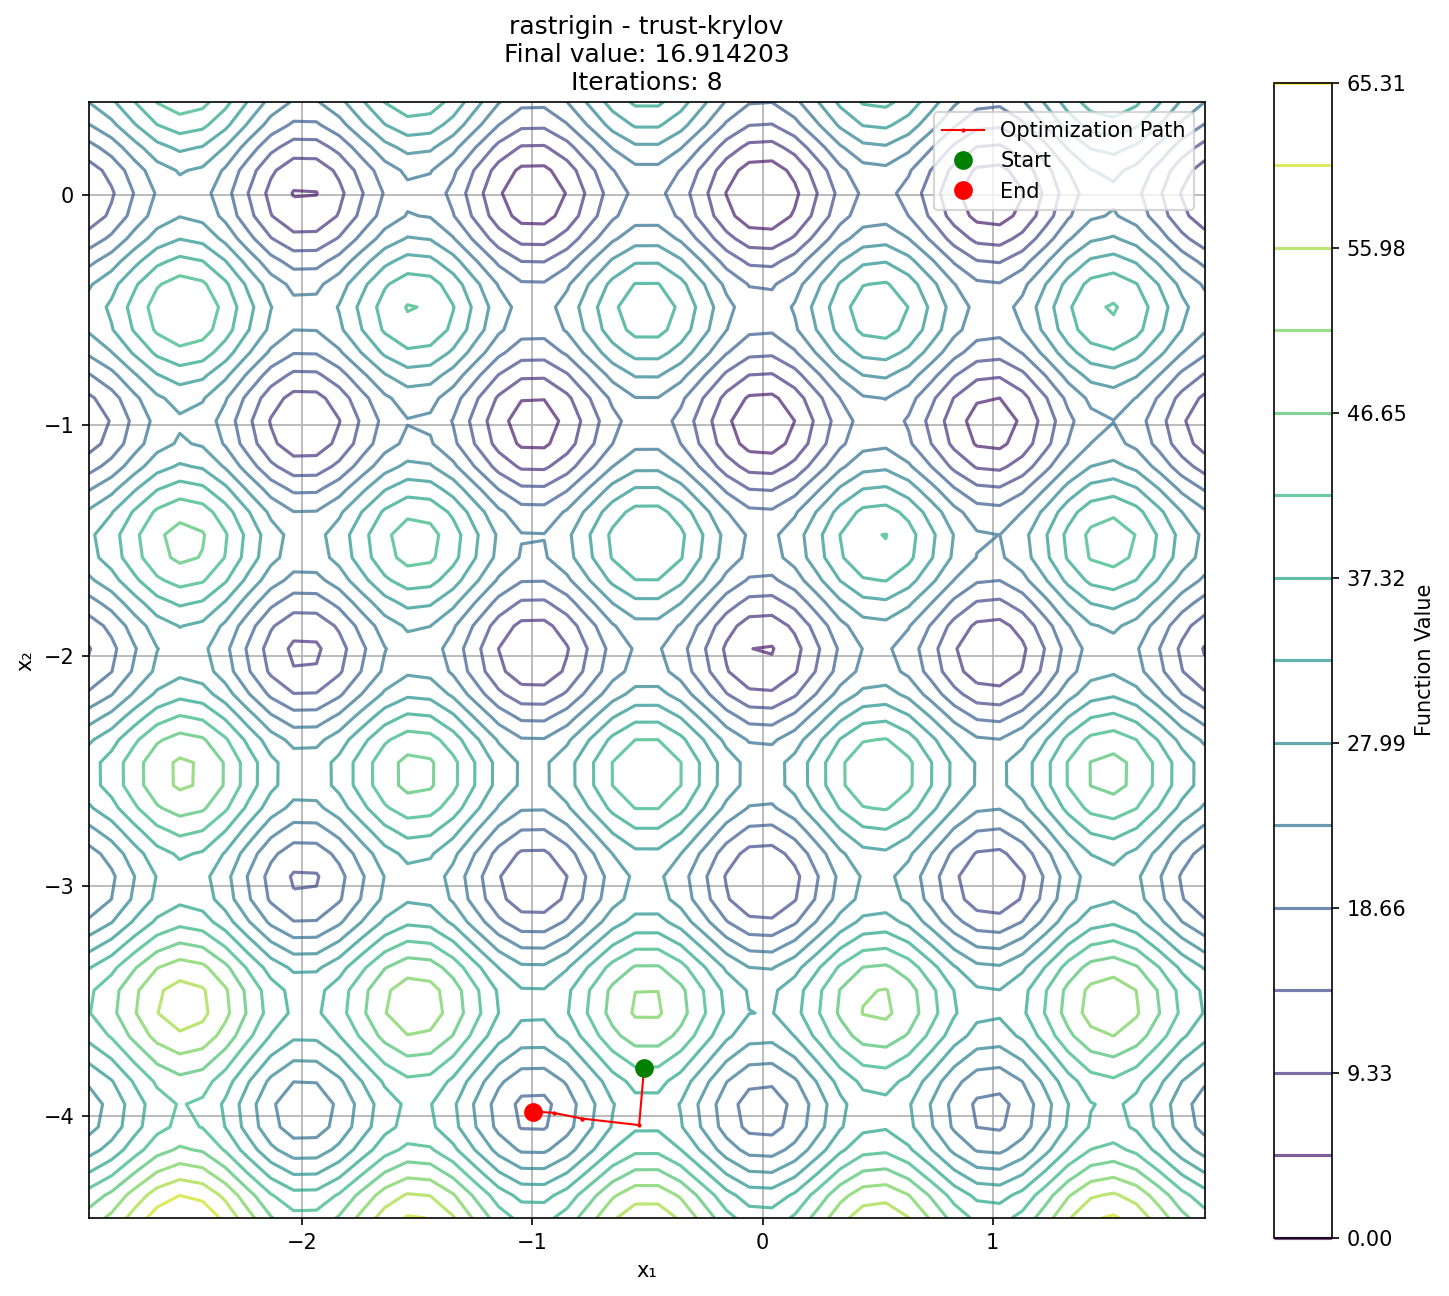 rastrigin - trust-krylov
Final value: 16.914203
Iterations: 8
Optimization Path
Start
End
0
−1
−2
−3
−4
x₂
−2
−1
0
1
x₁
65.31
55.98
46.65
37.32
27.99
18.66
9.33
0.00
Function Value